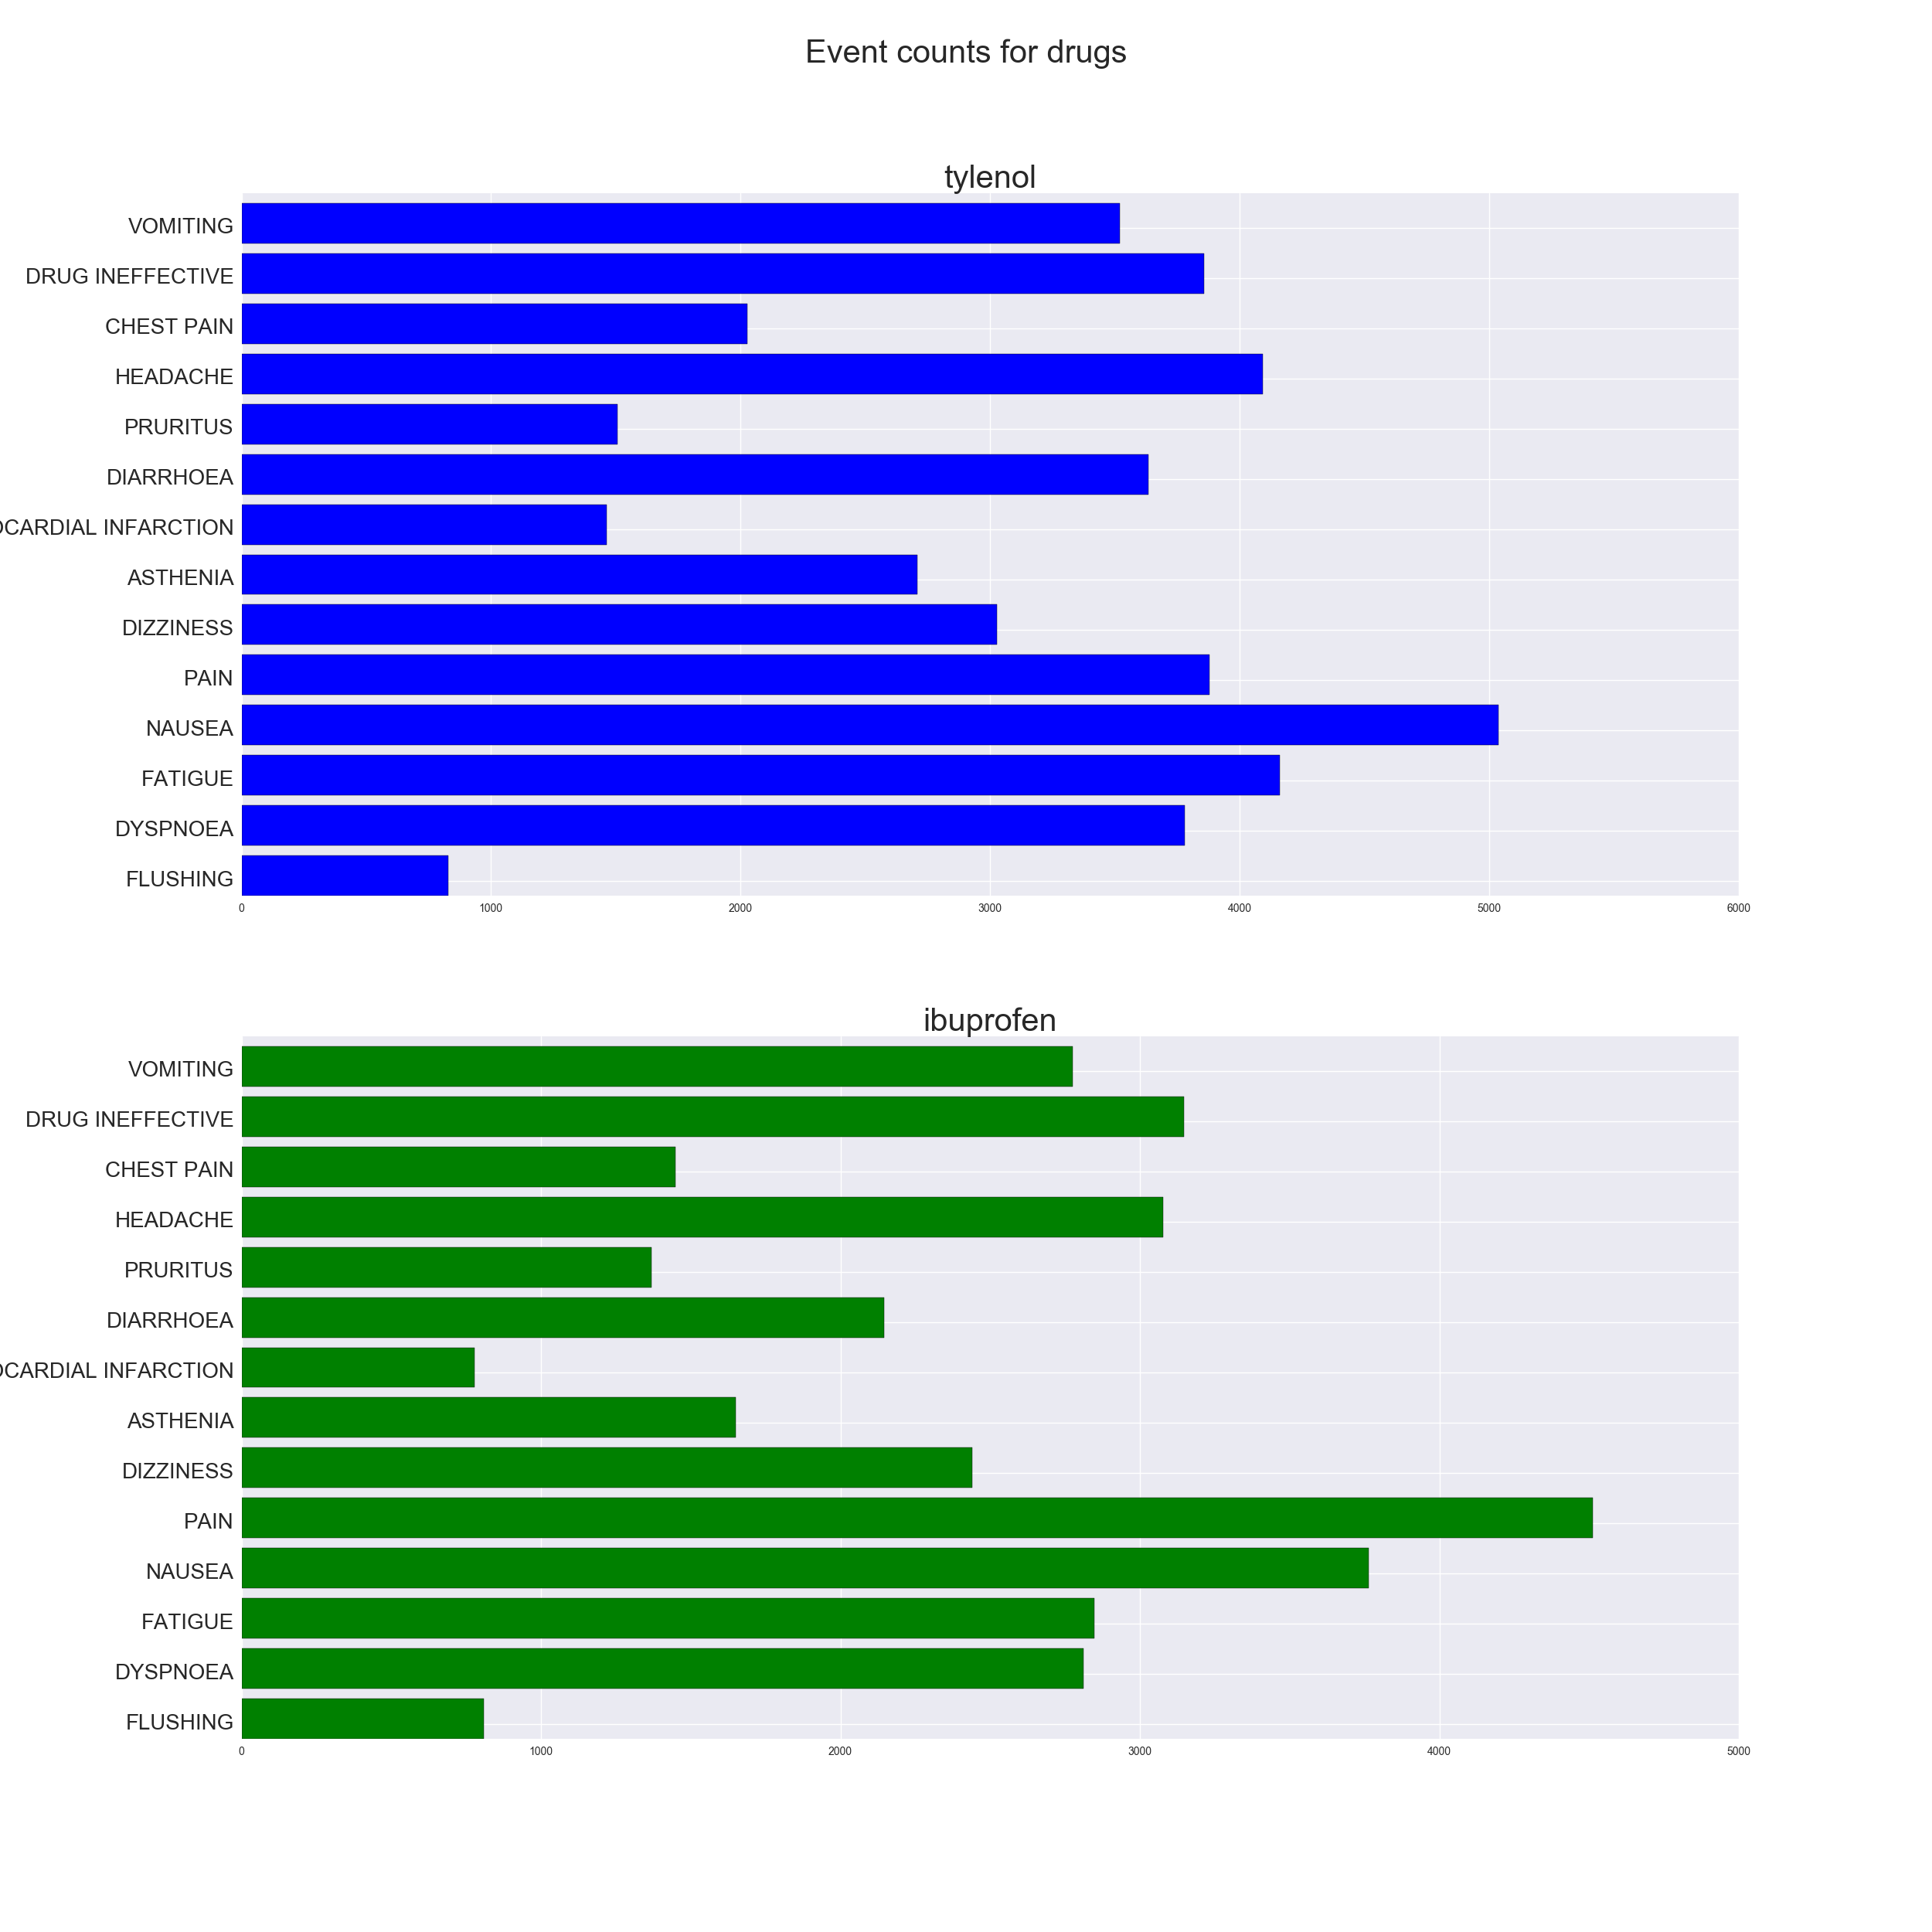 Event counts for drugs
tylenol
VOMITING
DRUG INEFFECTIVE
CHEST PAIN
HEADACHE
PRURITUS
DIARRHOEA
OCARDIAL INFARCTION
ASTHENIA
DIZZINESS
PAIN
NAUSEA
FATIGUE
DYSPNOEA
FLUSHING
0 1000 2000 3000 4000 5000 6000
ibuprofen
VOMITING
DRUG INEFFECTIVE
CHEST PAIN
HEADACHE
PRURITUS
DIARRHOEA
OCARDIAL INFARCTION
ASTHENIA
DIZZINESS
PAIN
NAUSEA
FATIGUE
DYSPNOEA
FLUSHING
0 1000 2000 3000 4000 5000